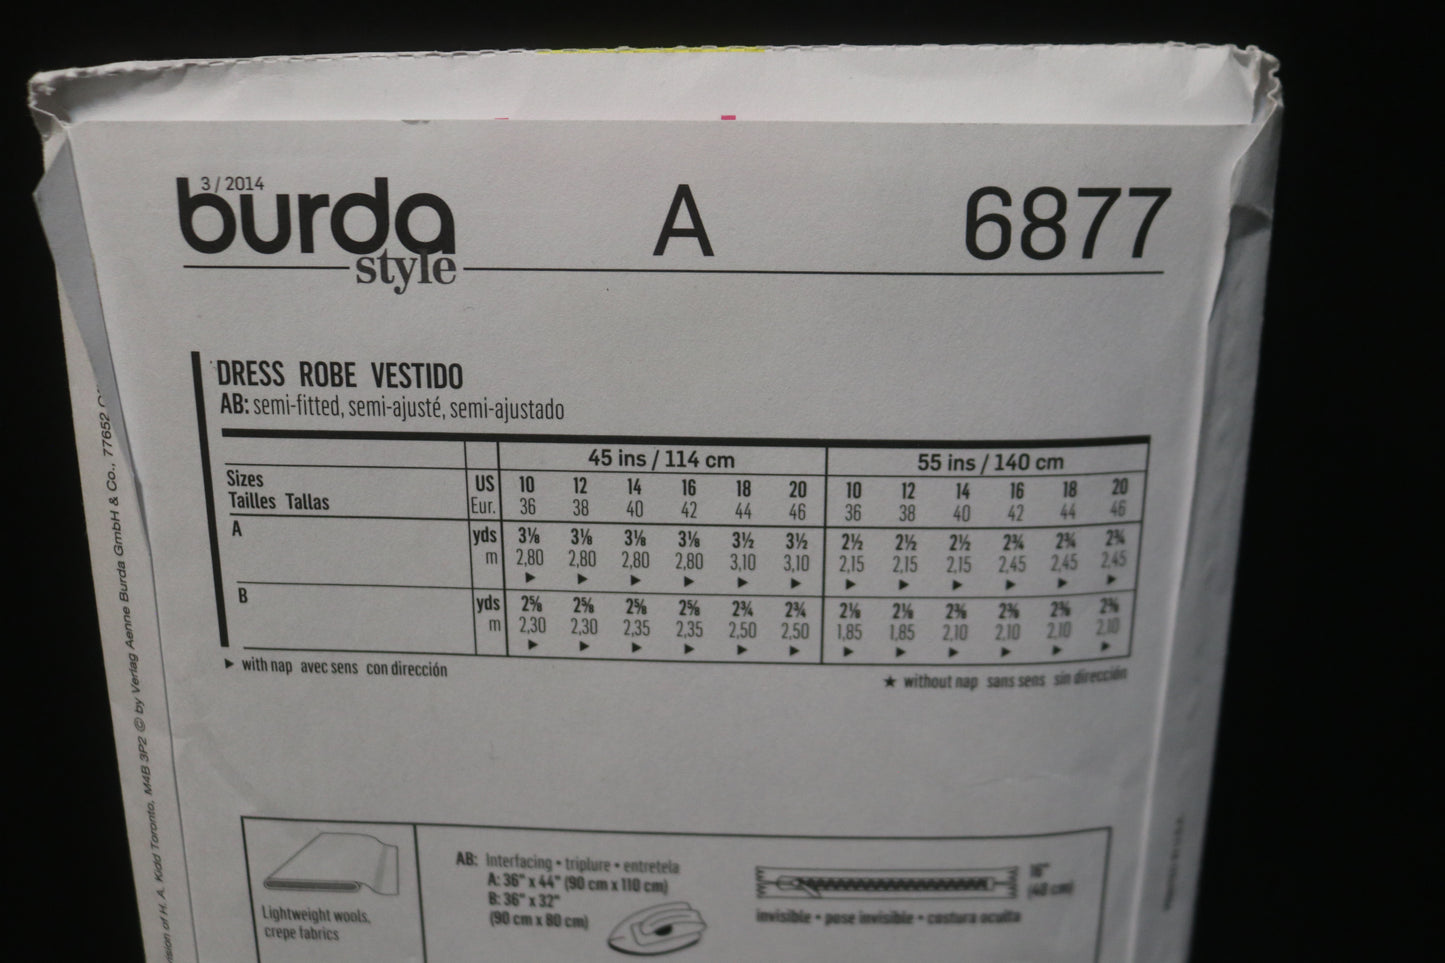 3/2014
burda style A 6877
DRESS ROBE VESTIDO
AB: semi-fitted, semi-ajusté, semi-ajustado
45 ins / 114 cm 55 ins / 140 cm
Sizes US 10 12 14 16 18 20 10 12 14 16 18 20
Tailles Tallas Eur. 36 38 40 42 44 46 36 38 40 42 44 46
A yds 3⅛ 3⅛ 3⅛ 3⅛ 3½ 3½ 2½ 2½ 2½ 2¾ 2¾ 2¾
m 2,80 2,80 2,80 2,80 3,10 3,10 2,15 2,15 2,15 2,45 2,45 2,45
► ► ► ► ► ► ► ► ► ► ► ►
B yds 2⅝ 2⅝ 2⅝ 2⅝ 2¾ 2¾ 2⅛ 2⅛ 2⅜ 2⅜ 2⅜ 2⅜
m 2,30 2,30 2,35 2,35 2,50 2,50 1,85 1,85 2,10 2,10 2,10 2,10
► ► ► ► ► ► ► ► ► ► ► ►
► with nap avec sens con dirección
★ without nap sans sens sin dirección
Lightweight wools,
crepe fabrics
AB: Interfacing • triplure • entretela
A: 36" x 44" (90 cm x 110 cm)
B: 36" x 32"
(90 cm x 80 cm)
16"
(40 cm)
invisible • pose invisible • costura oculta
of H. A. Kidd Toronto, M4B 3P2 © by Verlag Aenne Burda GmbH & Co., 77652